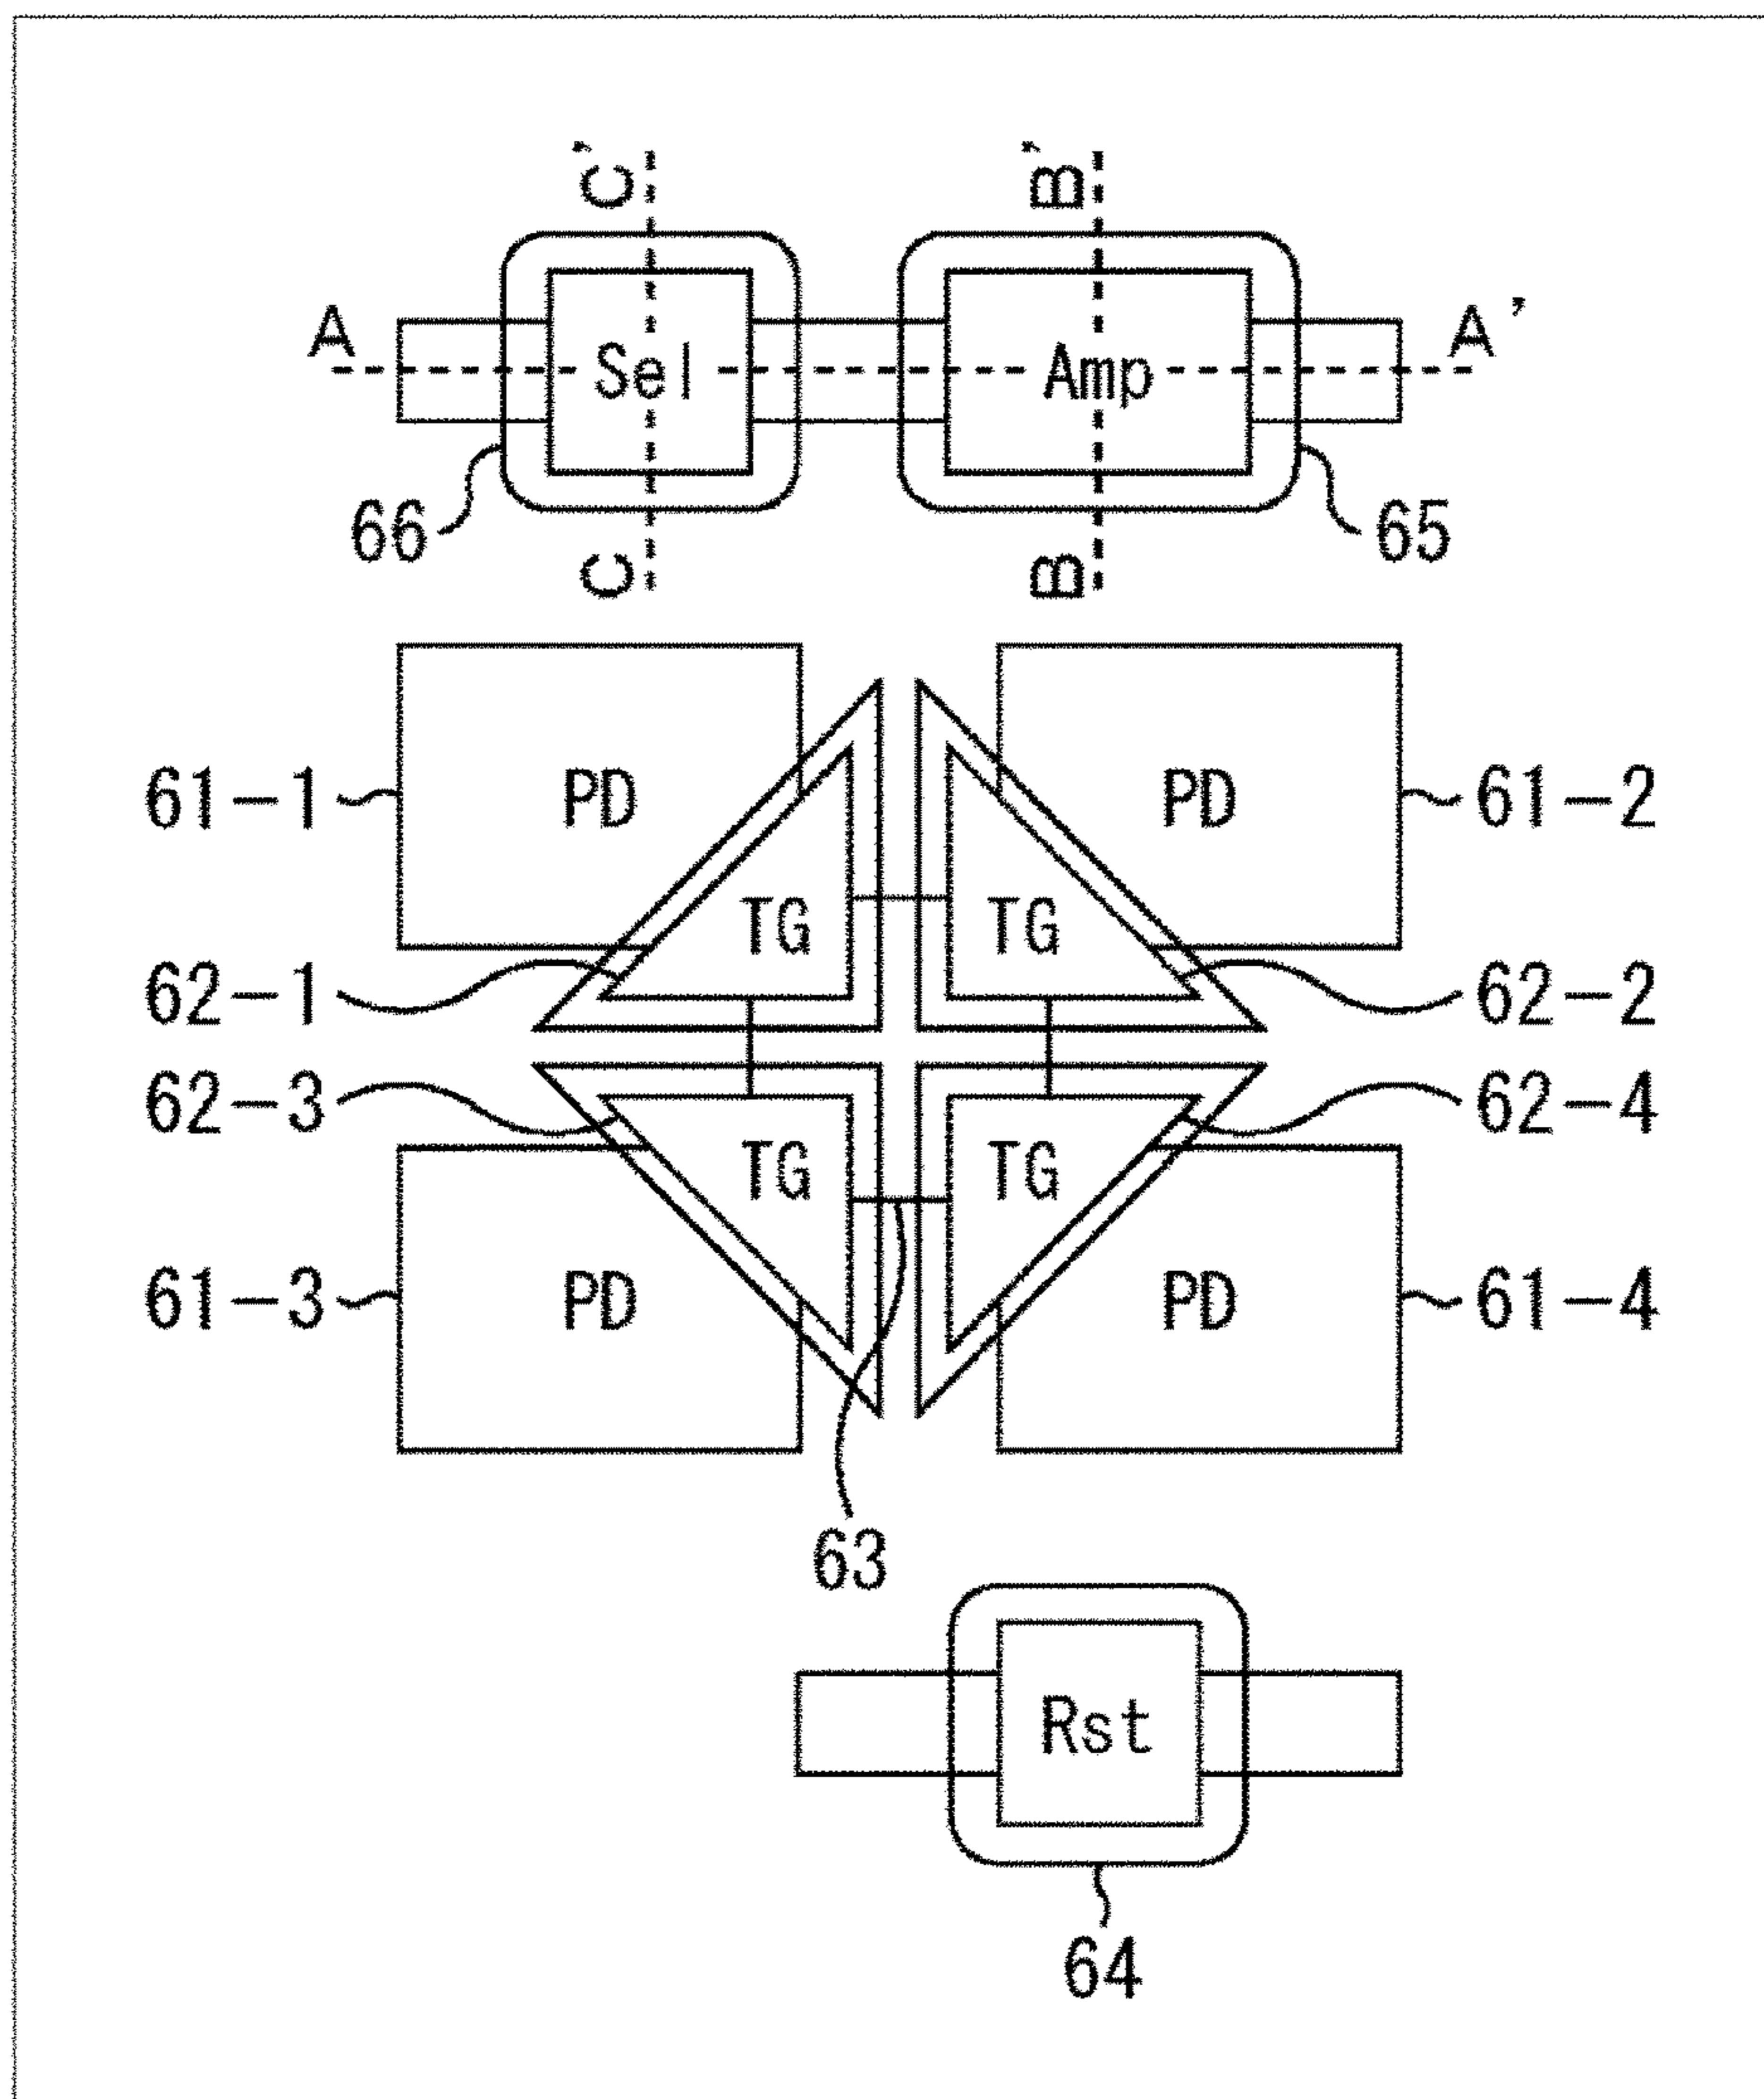 C' B'
A Sel Amp A'
66 65
C B
61-1 PD PD 61-2
TG TG
62-1 62-2
62-3 62-4
TG TG
61-3 PD PD 61-4
63
Rst
64